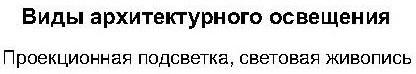 Виды архитектурного освещения
Проекционная подсветка, световая живопись